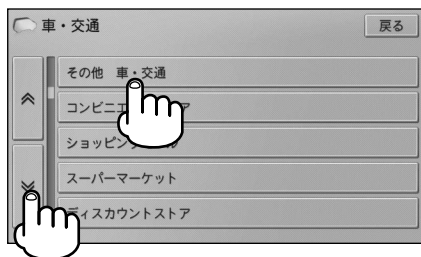 車・交通
戻る
その他 車・交通
コンビニ
ショッピン
スーパーマーケット
ディスカウントストア